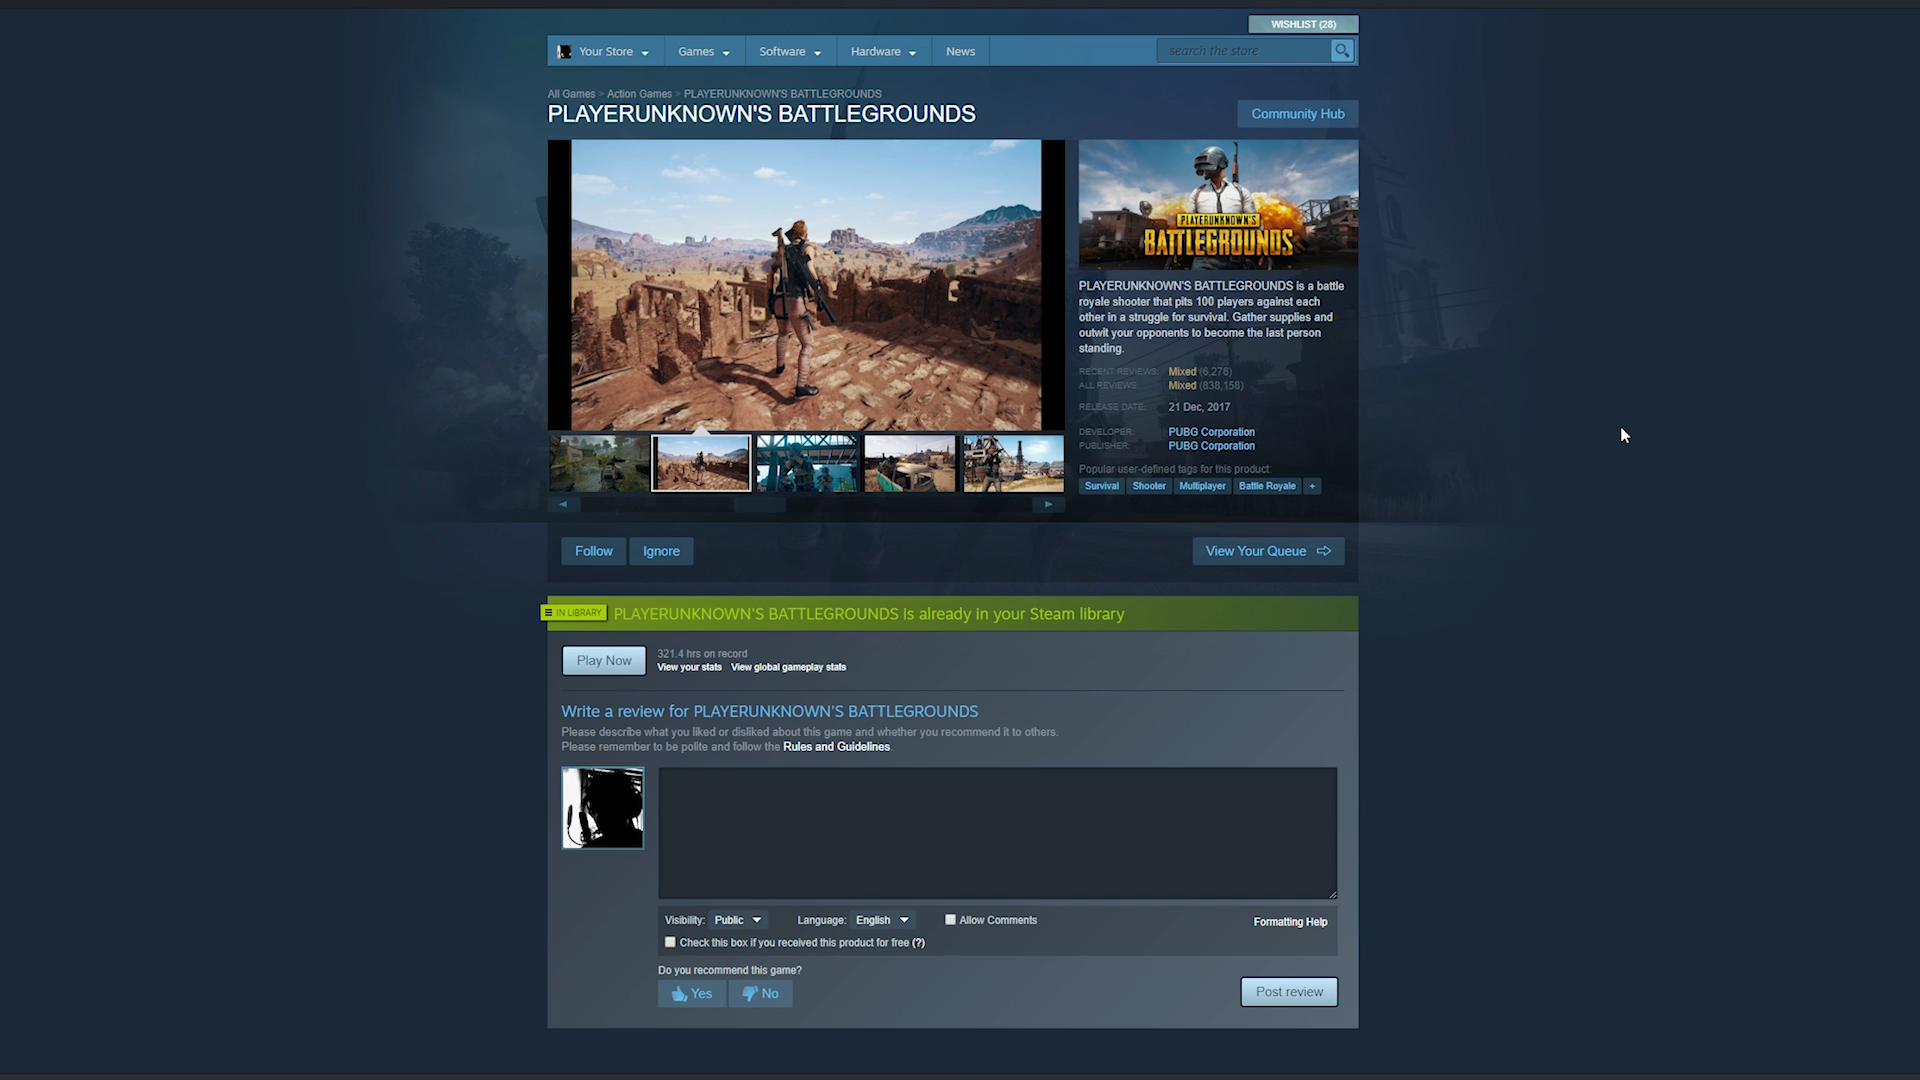 WISHLIST (28)
Your Store
Games
Software
Hardware
News
search the store
All Games > Action Games > PLAYERUNKNOWN'S BATTLEGROUNDS
PLAYERUNKNOWN'S BATTLEGROUNDS
Community Hub
PLAYERUNKNOWN'S
BATTLEGROUNDS
PLAYERUNKNOWN'S BATTLEGROUNDS is a battle
royale shooter that pits 100 players against each
other in a struggle for survival. Gather supplies and
outwit your opponents to become the last person
standing.
RECENT REVIEWS: Mixed (6,276)
ALL REVIEWS: Mixed (838,158)
RELEASE DATE: 21 Dec, 2017
DEVELOPER: PUBG Corporation
PUBLISHER: PUBG Corporation
Popular user-defined tags for this product:
Survival Shooter Multiplayer Battle Royale +
Follow
Ignore
View Your Queue
IN LIBRARY
PLAYERUNKNOWN'S BATTLEGROUNDS is already in your Steam library
Play Now
321.4 hrs on record
View your stats View global gameplay stats
Write a review for PLAYERUNKNOWN'S BATTLEGROUNDS
Please describe what you liked or disliked about this game and whether you recommend it to others.
Please remember to be polite and follow the Rules and Guidelines.
Visibility: Public Language: English Allow Comments
Formatting Help
Check this box if you received this product for free (?)
Do you recommend this game?
Yes
No
Post review